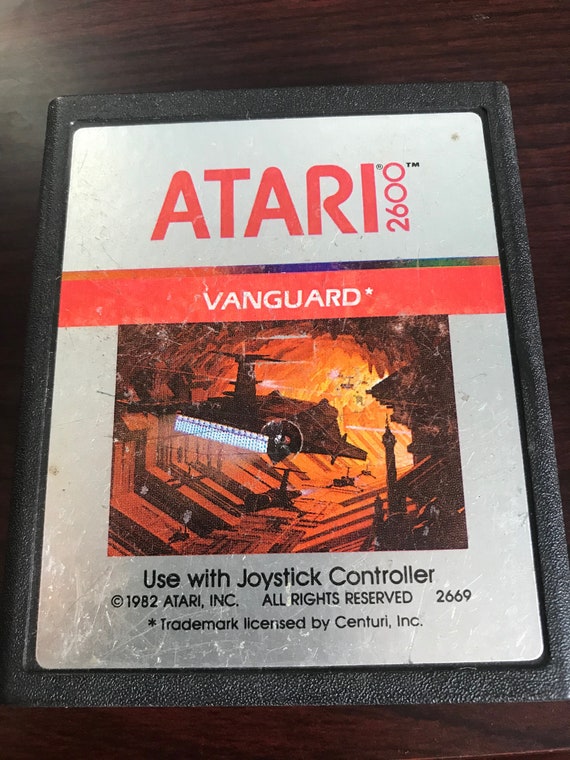 ATARI® 2600™
VANGUARD*
Use with Joystick Controller
© 1982 ATARI, INC. ALL RIGHTS RESERVED 2669
* Trademark licensed by Centuri, Inc.